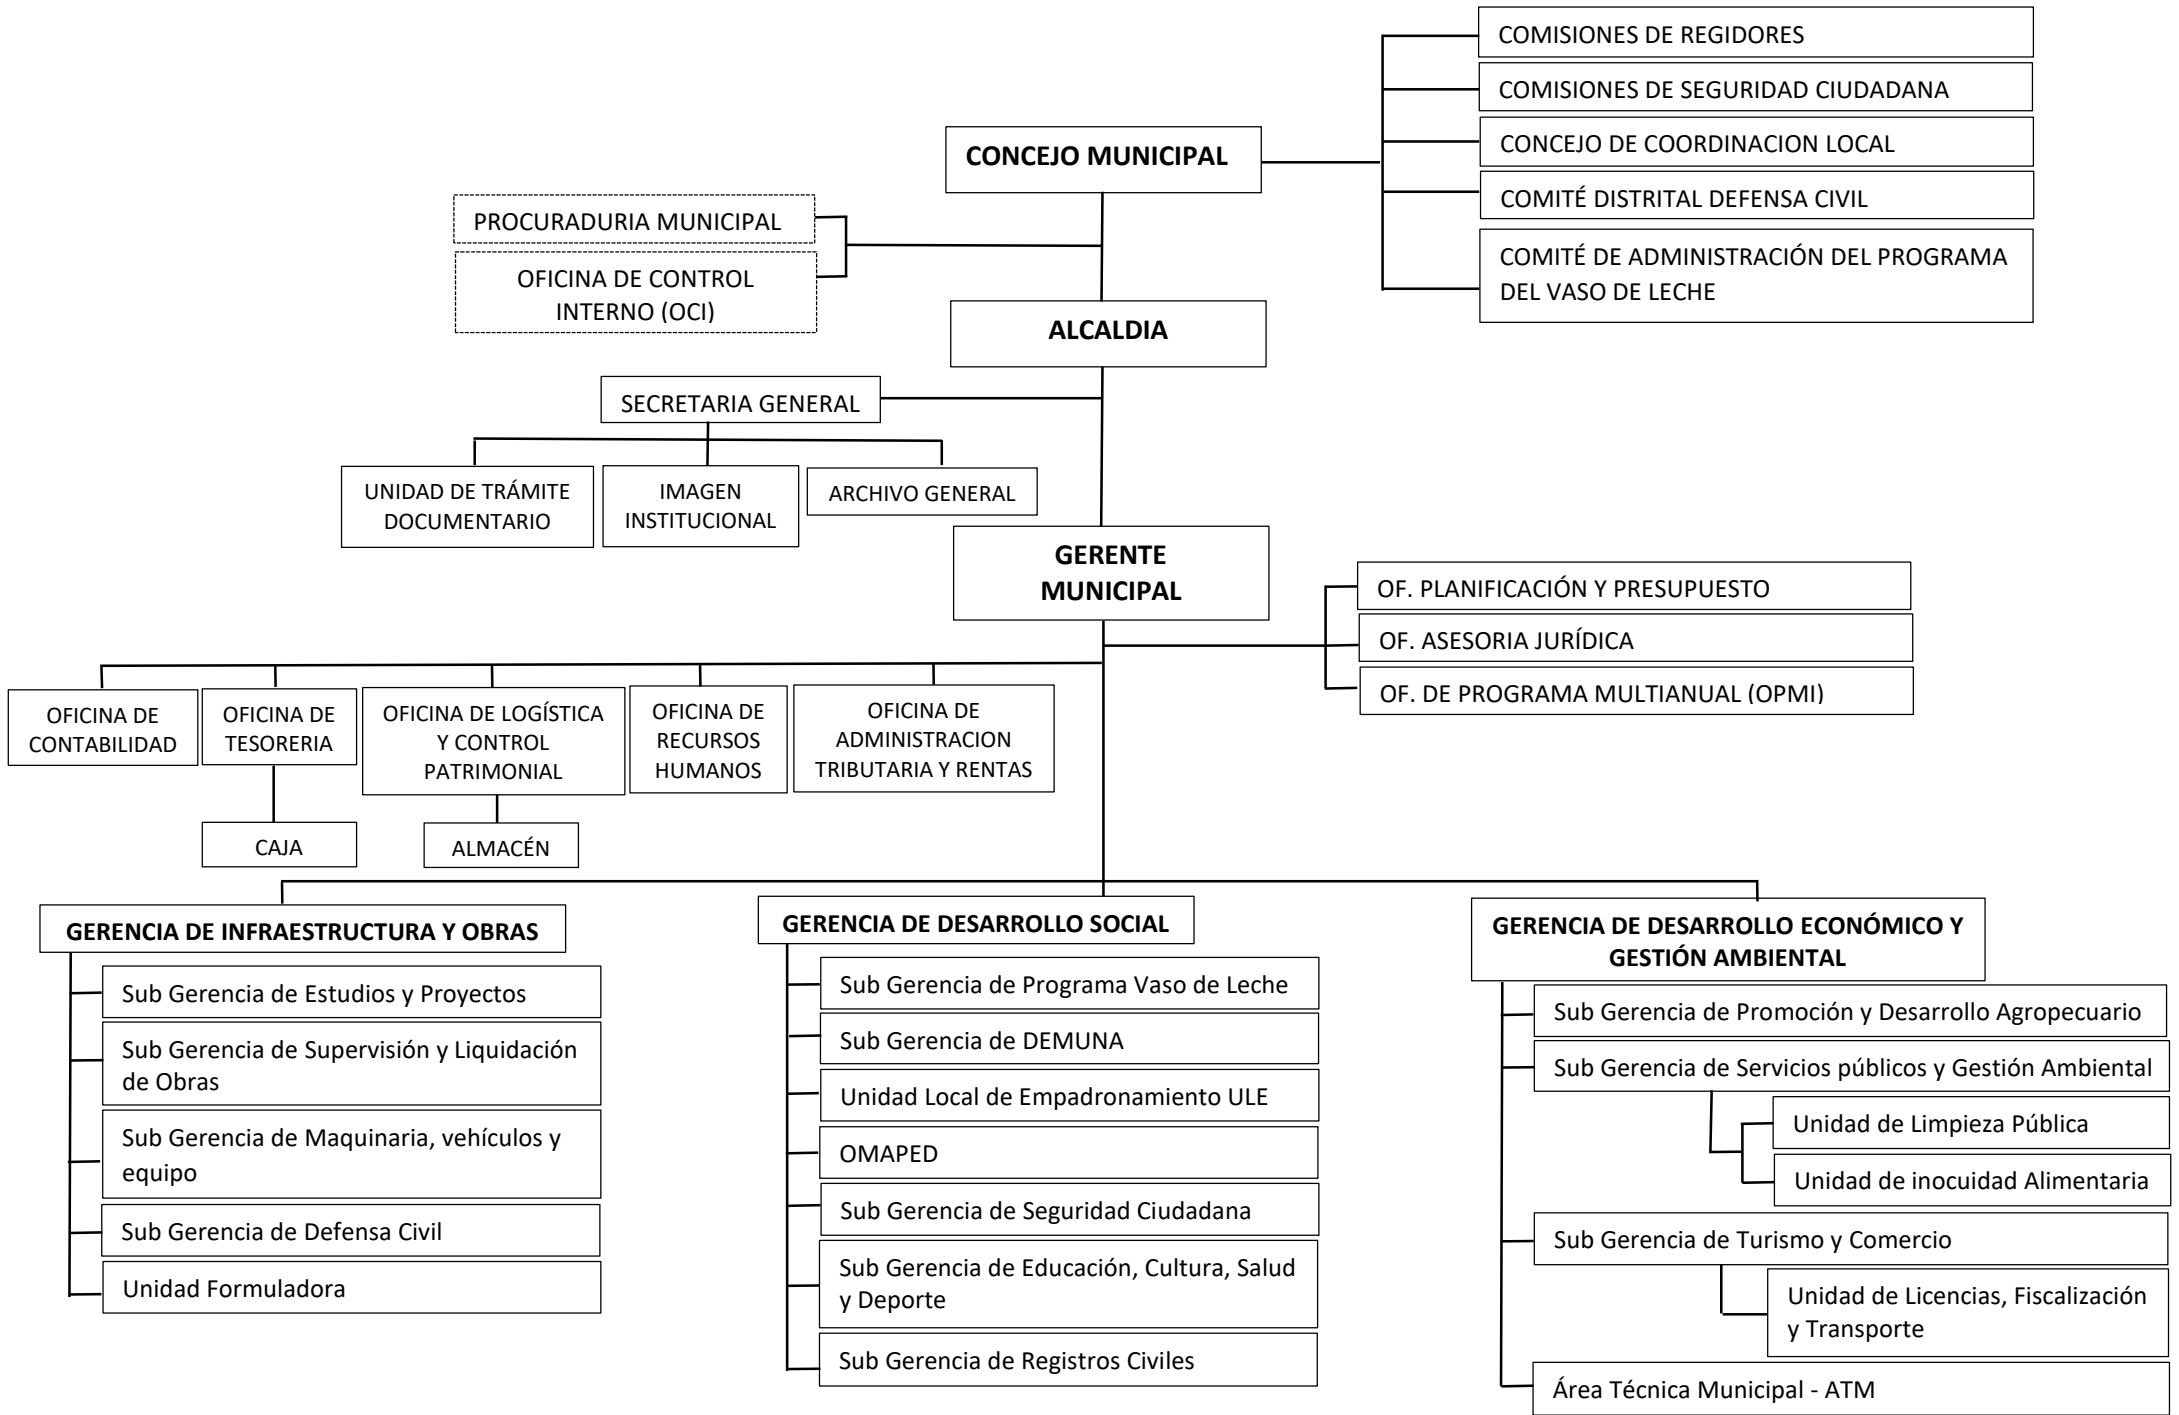 COMISIONES DE REGIDORES
COMISIONES DE SEGURIDAD CIUDADANA
CONCEJO MUNICIPAL
CONCEJO DE COORDINACION LOCAL
COMITÉ DISTRITAL DEFENSA CIVIL
COMITÉ DE ADMINISTRACIÓN DEL PROGRAMA
DEL VASO DE LECHE
PROCURADURIA MUNICIPAL
OFICINA DE CONTROL
INTERNO (OCI)
ALCALDIA
SECRETARIA GENERAL
UNIDAD DE TRÁMITE
DOCUMENTARIO
IMAGEN
INSTITUCIONAL
ARCHIVO GENERAL
GERENTE
MUNICIPAL
OF. PLANIFICACIÓN Y PRESUPUESTO
OF. ASESORIA JURÍDICA
OF. DE PROGRAMA MULTIANUAL (OPMI)
OFICINA DE
CONTABILIDAD
OFICINA DE
TESORERIA
OFICINA DE LOGÍSTICA
Y CONTROL
PATRIMONIAL
OFICINA DE
RECURSOS
HUMANOS
OFICINA DE
ADMINISTRACION
TRIBUTARIA Y RENTAS
CAJA
ALMACÉN
GERENCIA DE INFRAESTRUCTURA Y OBRAS
Sub Gerencia de Estudios y Proyectos
Sub Gerencia de Supervisión y Liquidación
de Obras
Sub Gerencia de Maquinaria, vehículos y
equipo
Sub Gerencia de Defensa Civil
Unidad Formuladora
GERENCIA DE DESARROLLO SOCIAL
Sub Gerencia de Programa Vaso de Leche
Sub Gerencia de DEMUNA
Unidad Local de Empadronamiento ULE
OMAPED
Sub Gerencia de Seguridad Ciudadana
Sub Gerencia de Educación, Cultura, Salud
y Deporte
Sub Gerencia de Registros Civiles
GERENCIA DE DESARROLLO ECONÓMICO Y
GESTIÓN AMBIENTAL
Sub Gerencia de Promoción y Desarrollo Agropecuario
Sub Gerencia de Servicios públicos y Gestión Ambiental
Unidad de Limpieza Pública
Unidad de inocuidad Alimentaria
Sub Gerencia de Turismo y Comercio
Unidad de Licencias, Fiscalización
y Transporte
Área Técnica Municipal - ATM